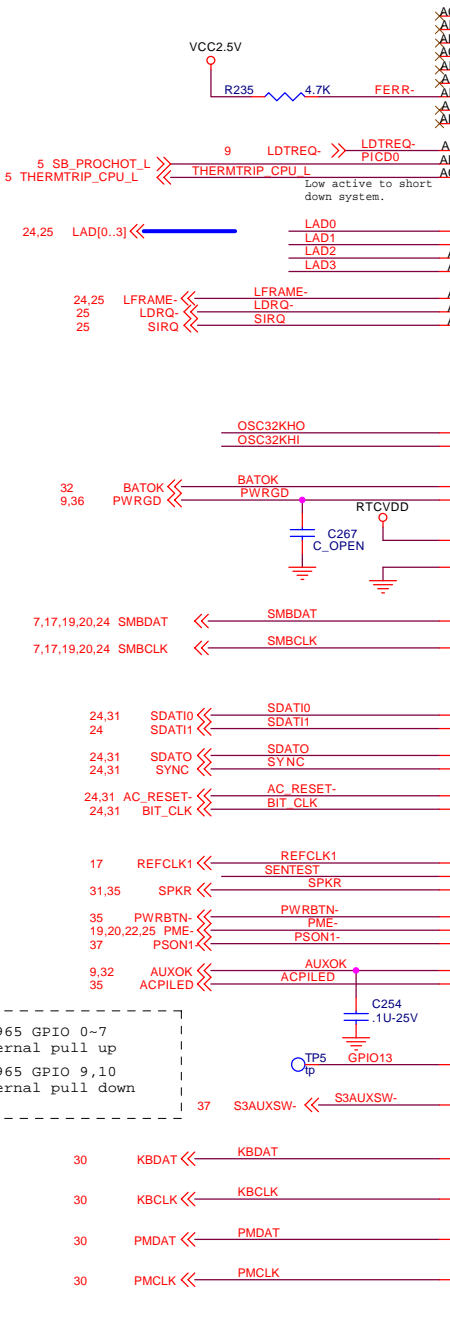 VCC2.5V
R235 4.7K FERR-
9 LDTREQ- LDTREQ-
5 SB_PROCHOT_L PICD0
5 THERMTRIP_CPU_L THERMTRIP_CPU_L
Low active to short
down system.
24,25 LAD[0..3] LAD0
LAD1
LAD2
LAD3
24,25 LFRAME- LFRAME-
25 LDRQ- LDRQ-
25 SIRQ SIRQ
OSC32KHO
OSC32KHI
32 BATOK BATOK
9,36 PWRGD PWRGD
RTCVDD
C267
C_OPEN
7,17,19,20,24 SMBDAT SMBDAT
7,17,19,20,24 SMBCLK SMBCLK
24,31 SDATI0 SDATI0
24 SDATI1 SDATI1
24,31 SDATO SDATO
24,31 SYNC SYNC
24,31 AC_RESET- AC_RESET-
24,31 BIT_CLK BIT_CLK
17 REFCLK1 REFCLK1
SENTEST
31,35 SPKR SPKR
35 PWRBTN- PWRBTN-
19,20,22,25 PME- PME-
37 PSON1- PSON1-
9,32 AUXOK AUXOK
35 ACPILED ACPILED
C254
.1U-25V
965 GPIO 0~7
ernal pull up
965 GPIO 9,10
ernal pull down
TP5 GPIO13
tp
37 S3AUXSW- S3AUXSW-
30 KBDAT KBDAT
30 KBCLK KBCLK
30 PMDAT PMDAT
30 PMCLK PMCLK